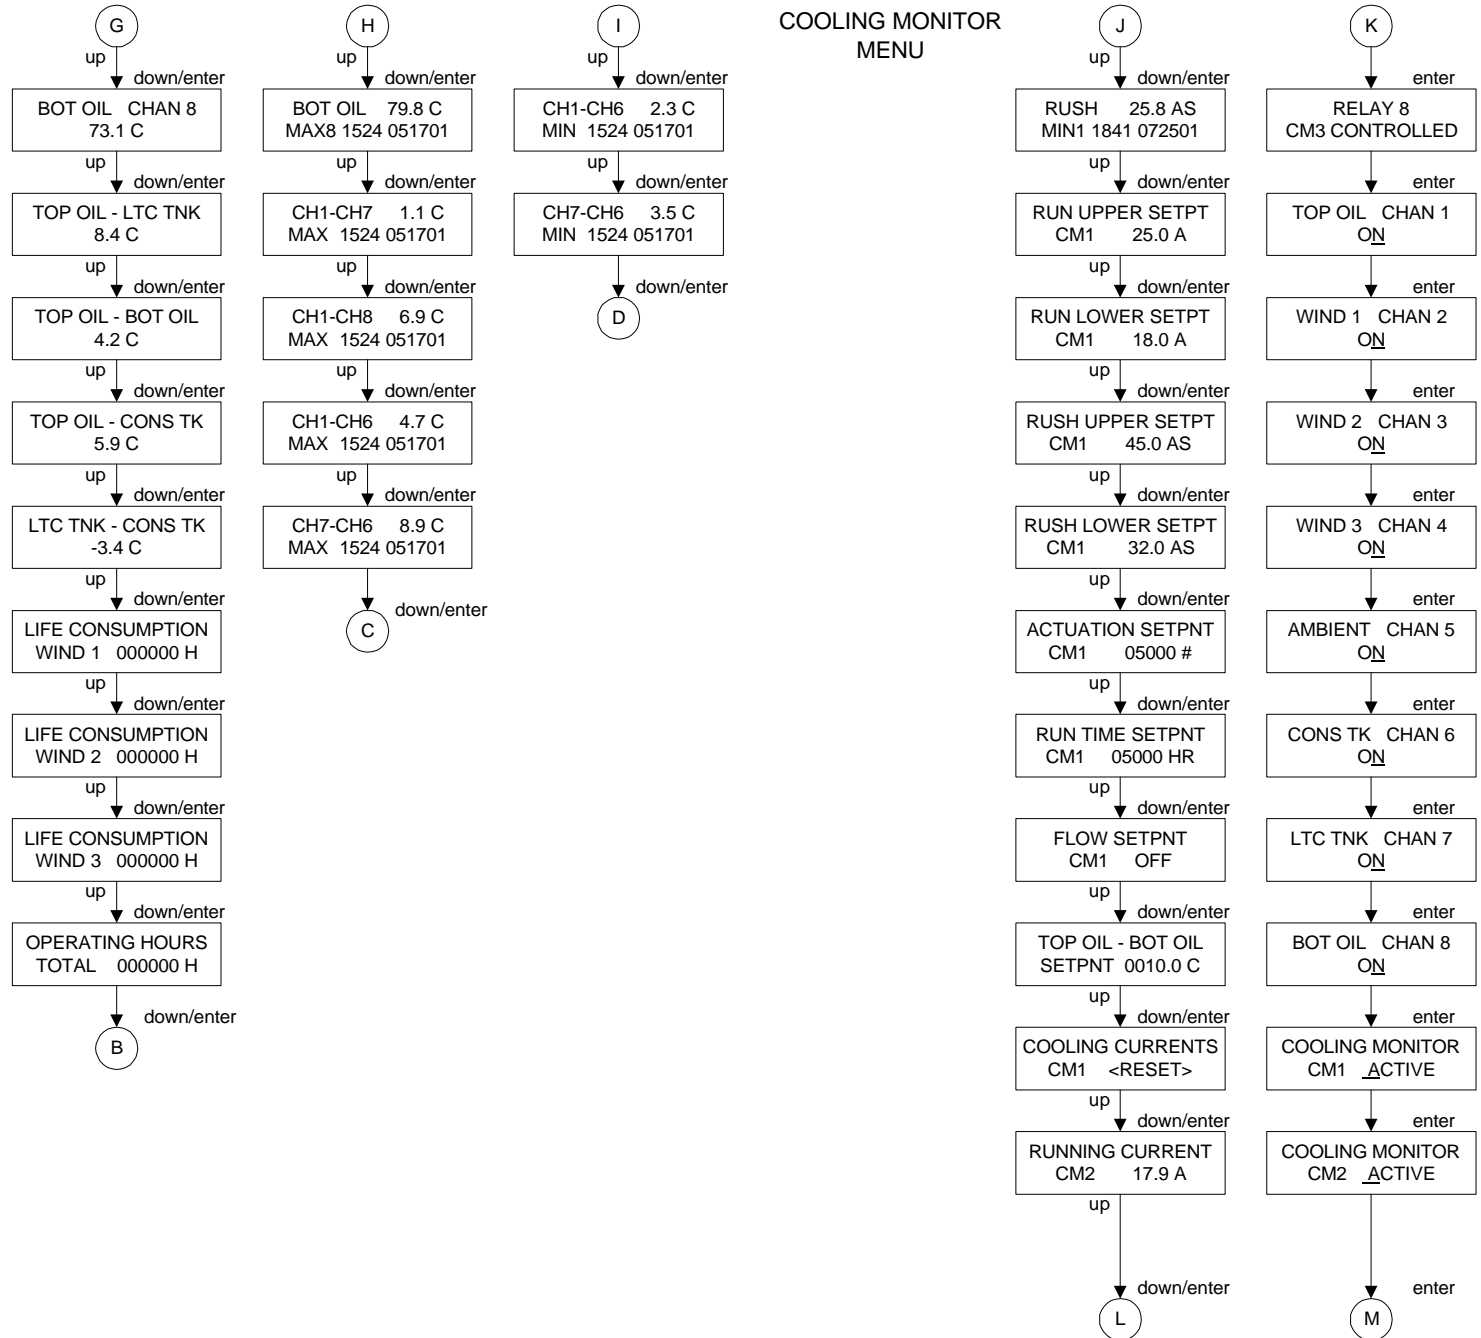 COOLING MONITOR
MENU
G
up
down/enter
BOT OIL CHAN 8
73.1 C
up
down/enter
TOP OIL - LTC TNK
8.4 C
up
down/enter
TOP OIL - BOT OIL
4.2 C
up
down/enter
TOP OIL - CONS TK
5.9 C
up
down/enter
LTC TNK - CONS TK
-3.4 C
up
down/enter
LIFE CONSUMPTION
WIND 1 000000 H
up
down/enter
LIFE CONSUMPTION
WIND 2 000000 H
up
down/enter
LIFE CONSUMPTION
WIND 3 000000 H
up
down/enter
OPERATING HOURS
TOTAL 000000 H
down/enter
B
H
up
down/enter
BOT OIL 79.8 C
MAX8 1524 051701
up
down/enter
CH1-CH7 1.1 C
MAX 1524 051701
up
down/enter
CH1-CH8 6.9 C
MAX 1524 051701
up
down/enter
CH1-CH6 4.7 C
MAX 1524 051701
up
down/enter
CH7-CH6 8.9 C
MAX 1524 051701
down/enter
C
I
up
down/enter
CH1-CH6 2.3 C
MIN 1524 051701
up
down/enter
CH7-CH6 3.5 C
MIN 1524 051701
down/enter
D
J
up
down/enter
RUSH 25.8 AS
MIN1 1841 072501
up
down/enter
RUN UPPER SETPT
CM1 25.0 A
up
down/enter
RUN LOWER SETPT
CM1 18.0 A
up
down/enter
RUSH UPPER SETPT
CM1 45.0 AS
up
down/enter
RUSH LOWER SETPT
CM1 32.0 AS
up
down/enter
ACTUATION SETPNT
CM1 05000 #
up
down/enter
RUN TIME SETPNT
CM1 05000 HR
up
down/enter
FLOW SETPNT
CM1 OFF
up
down/enter
TOP OIL - BOT OIL
SETPNT 0010.0 C
up
down/enter
COOLING CURRENTS
CM1 <RESET>
up
down/enter
RUNNING CURRENT
CM2 17.9 A
up
down/enter
L
K
enter
RELAY 8
CM3 CONTROLLED
enter
TOP OIL CHAN 1
ON
enter
WIND 1 CHAN 2
ON
enter
WIND 2 CHAN 3
ON
enter
WIND 3 CHAN 4
ON
enter
AMBIENT CHAN 5
ON
enter
CONS TK CHAN 6
ON
enter
LTC TNK CHAN 7
ON
enter
BOT OIL CHAN 8
ON
enter
COOLING MONITOR
CM1 ACTIVE
enter
COOLING MONITOR
CM2 ACTIVE
enter
M